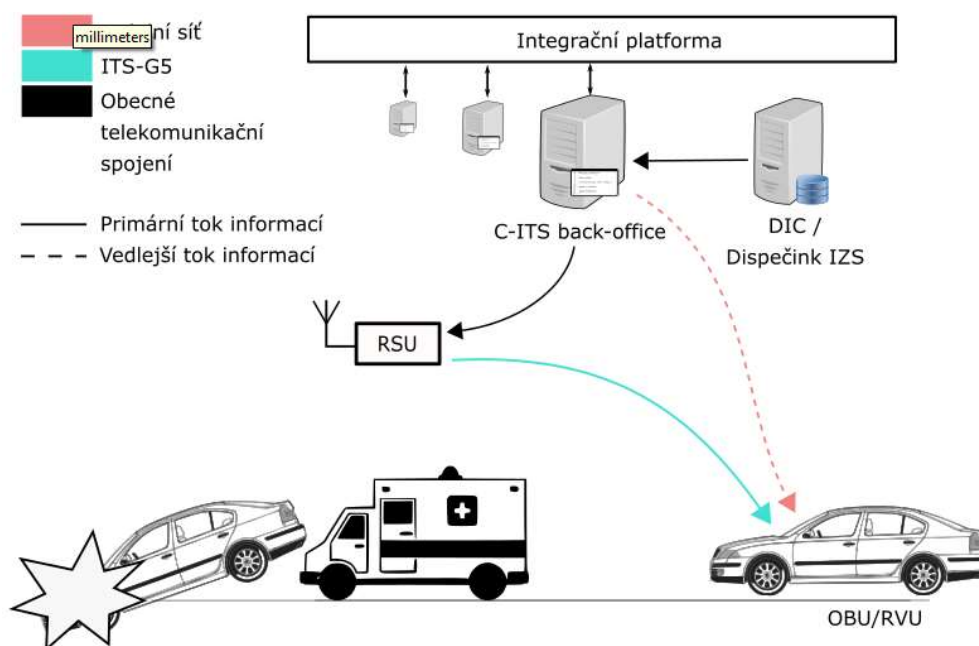 millimeters
síť
ITS-G5
Obecné
telekomunikační
spojení
Primární tok informací
Vedlejší tok informací
Integrační platforma
C-ITS back-office
DIC /
Dispečink IZS
RSU
OBU/RVU